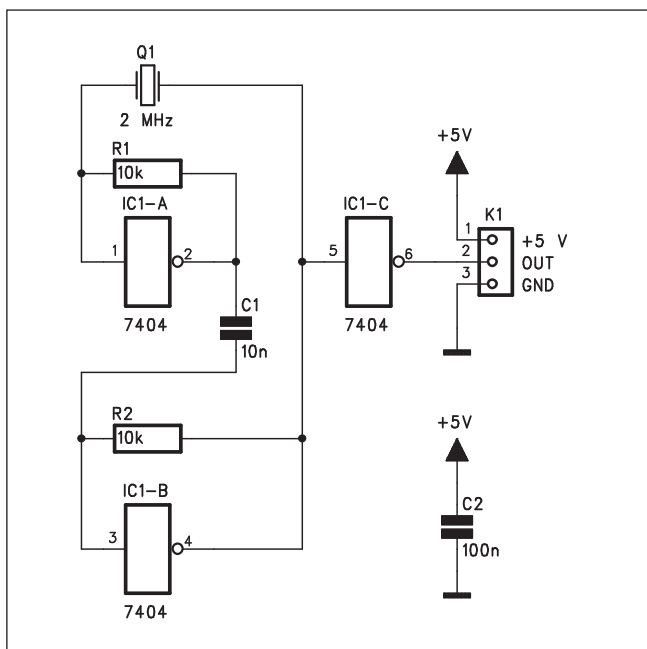 Q1
2 MHz
R1
10k
IC1-A
1
2
7404
C1
10n
R2
10k
IC1-B
3
4
7404
IC1-C
5
6
7404
+5V
K1
1
+5 V
2
OUT
3
GND
+5V
C2
100n